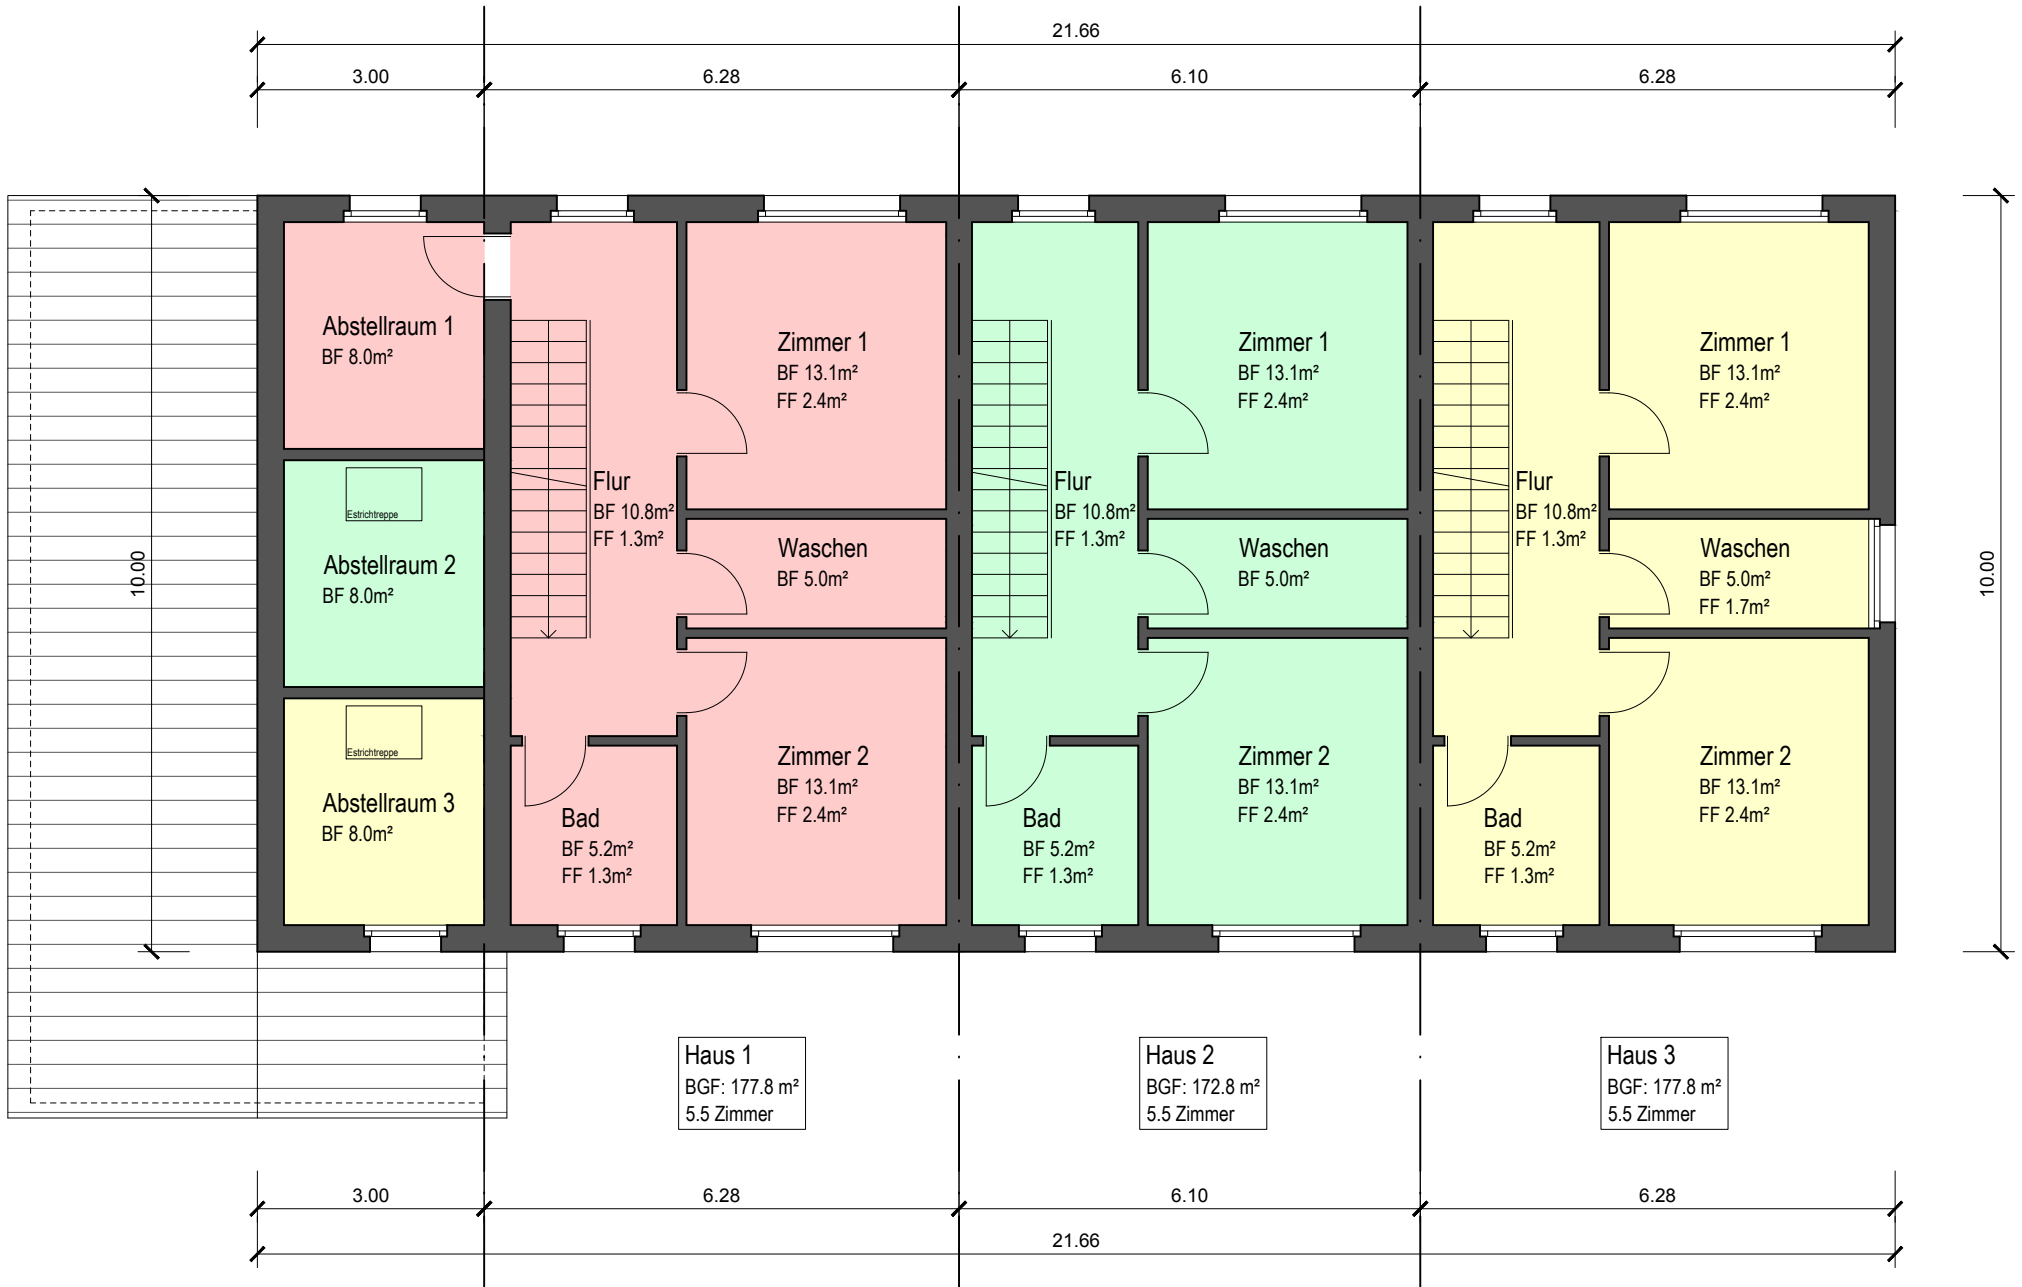 21.66
3.00
6.28
6.10
6.28
10.00
10.00
Abstellraum 1
BF 8.0m²
Estrichtreppe
Abstellraum 2
BF 8.0m²
Estrichtreppe
Abstellraum 3
BF 8.0m²
Zimmer 1
BF 13.1m²
FF 2.4m²
Flur
BF 10.8m²
FF 1.3m²
Waschen
BF 5.0m²
Zimmer 2
BF 13.1m²
FF 2.4m²
Bad
BF 5.2m²
FF 1.3m²
Zimmer 1
BF 13.1m²
FF 2.4m²
Flur
BF 10.8m²
FF 1.3m²
Waschen
BF 5.0m²
Zimmer 2
BF 13.1m²
FF 2.4m²
Bad
BF 5.2m²
FF 1.3m²
Zimmer 1
BF 13.1m²
FF 2.4m²
Flur
BF 10.8m²
FF 1.3m²
Waschen
BF 5.0m²
FF 1.7m²
Zimmer 2
BF 13.1m²
FF 2.4m²
Bad
BF 5.2m²
FF 1.3m²
Haus 1
BGF: 177.8 m²
5.5 Zimmer
Haus 2
BGF: 172.8 m²
5.5 Zimmer
Haus 3
BGF: 177.8 m²
5.5 Zimmer
3.00
6.28
6.10
6.28
21.66